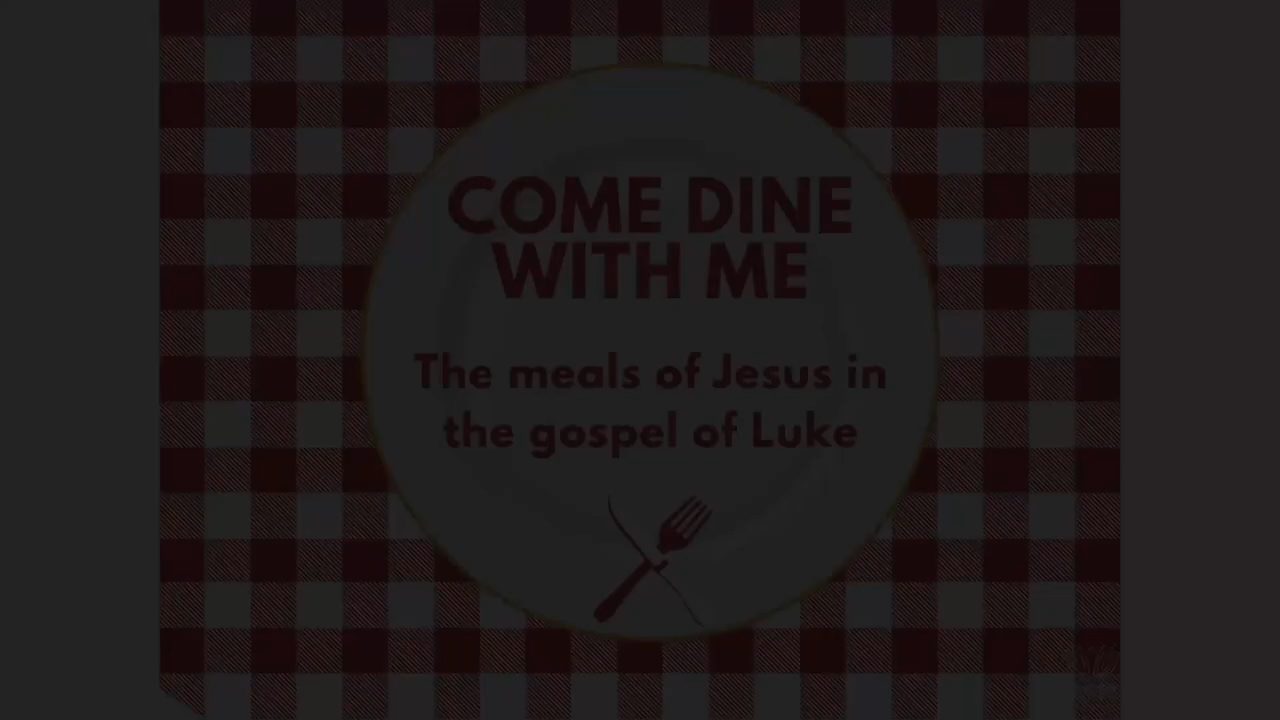 COME DINE
WITH ME
The meals of Jesus in
the gospel of Luke